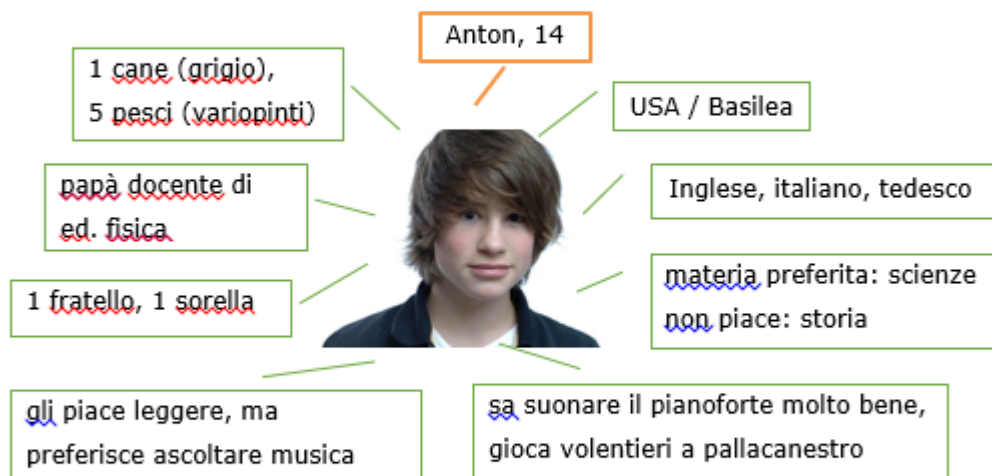 Anton, 14
1 cane (grigio),
5 pesci (variopinti)
USA / Basilea
papà docente di
ed. fisica
Inglese, italiano, tedesco
1 fratello, 1 sorella
materia preferita: scienze
non piace: storia
gli piace leggere, ma
preferisce ascoltare musica
sa suonare il pianoforte molto bene,
gioca volentieri a pallacanestro